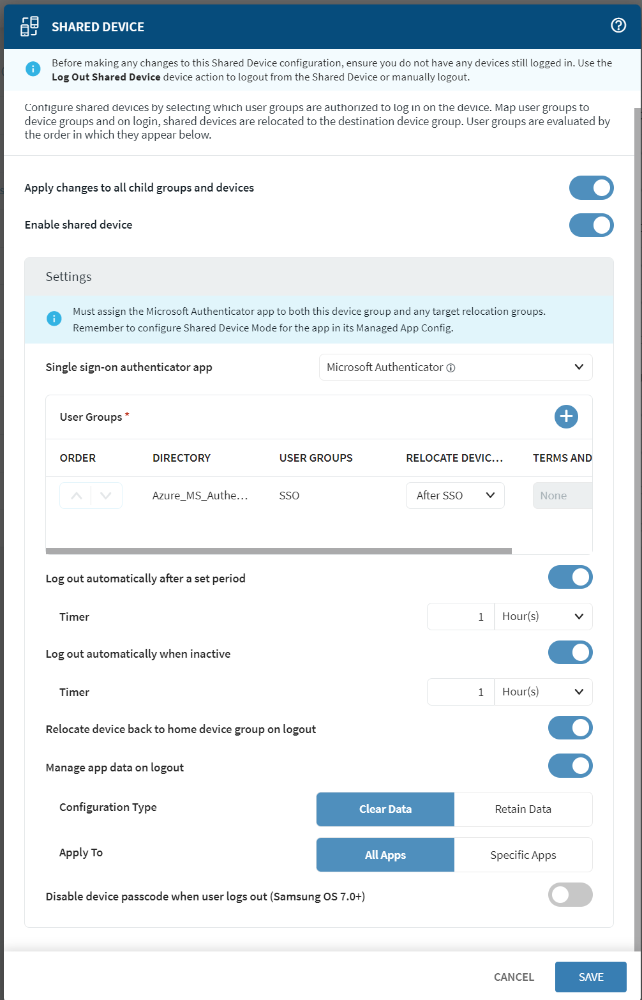 SHARED DEVICE
Before making any changes to this Shared Device configuration, ensure you do not have any devices still logged in. Use the
Log Out Shared Device device action to logout from the Shared Device or manually logout.
Configure shared devices by selecting which user groups are authorized to log in on the device. Map user groups to
device groups and on login, shared devices are relocated to the destination device group. User groups are evaluated by
the order in which they appear below.
Apply changes to all child groups and devices
Enable shared device
Settings
Must assign the Microsoft Authenticator app to both this device group and any target relocation groups.
Remember to configure Shared Device Mode for the app in its Managed App Config.
Single sign-on authenticator app
Microsoft Authenticator
User Groups *
ORDER DIRECTORY USER GROUPS RELOCATE DEVIC... TERMS AND
Azure_MS_Authe... SSO After SSO None
Log out automatically after a set period
Timer 1 Hour(s)
Log out automatically when inactive
Timer 1 Hour(s)
Relocate device back to home device group on logout
Manage app data on logout
Configuration Type Clear Data Retain Data
Apply To All Apps Specific Apps
Disable device passcode when user logs out (Samsung OS 7.0+)
CANCEL SAVE